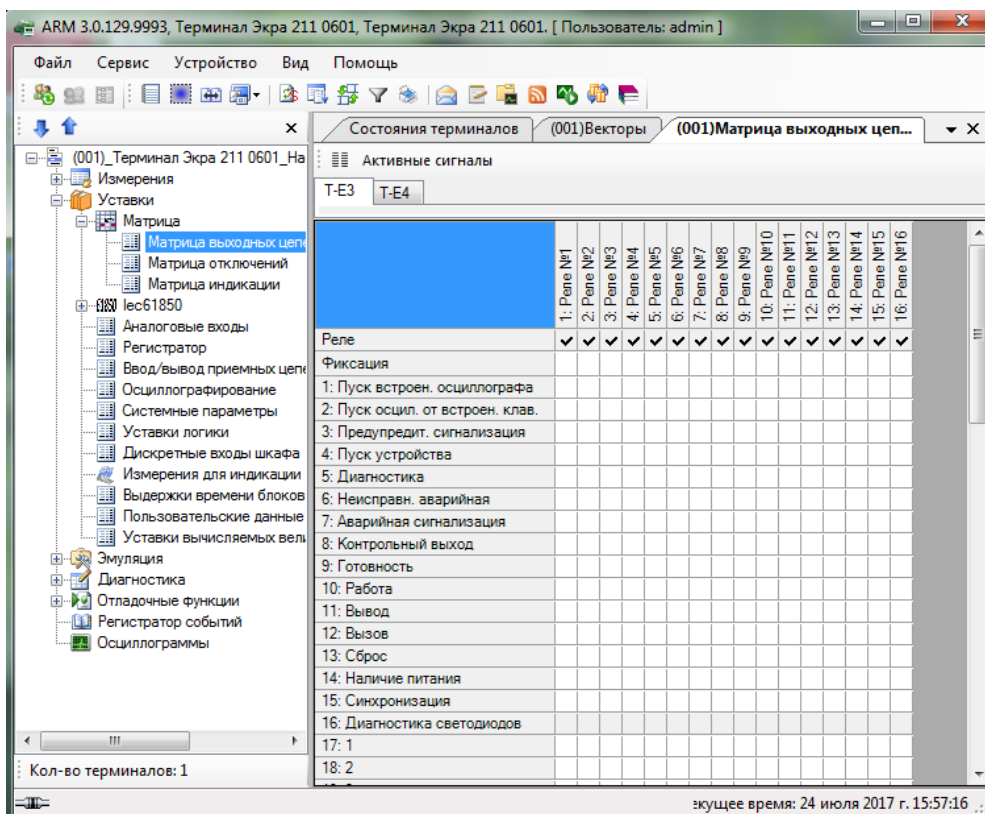 ARM 3.0.129.9993, Терминал Экра 211 0601, Терминал Экра 211 0601. [ Пользователь: admin ]
Файл Сервис Устройство Вид Помощь
Состояния терминалов (001)Векторы (001)Матрица выходных цеп...
(001)_Терминал Экра 211 0601_На
Измерения
Уставки
Матрица
Матрица выходных цепе
Матрица отключений
Матрица индикации
Iec61850
Аналоговые входы
Регистратор
Ввод/вывод приемных цепе
Осциллографирование
Системные параметры
Уставки логики
Дискретные входы шкафа
Измерения для индикации
Выдержки времени блоков
Пользовательские данные
Уставки вычисляемых вели
Эмуляция
Диагностика
Отладочные функции
Регистратор событий
Осциллограммы
Кол-во терминалов: 1
Активные сигналы
T-E3 T-E4
1: Реле №1
2: Реле №2
3: Реле №3
4: Реле №4
5: Реле №5
6: Реле №6
7: Реле №7
8: Реле №8
9: Реле №9
10: Реле №10
11: Реле №11
12: Реле №12
13: Реле №13
14: Реле №14
15: Реле №15
16: Реле №16
Реле
Фиксация
1: Пуск встроен. осциллографа
2: Пуск осцил. от встроен. клав.
3: Предупредит. сигнализация
4: Пуск устройства
5: Диагностика
6: Неисправн. аварийная
7: Аварийная сигнализация
8: Контрольный выход
9: Готовность
10: Работа
11: Вывод
12: Вызов
13: Сброс
14: Наличие питания
15: Синхронизация
16: Диагностика светодиодов
17: 1
18: 2
екущее время: 24 июля 2017 г. 15:57:16